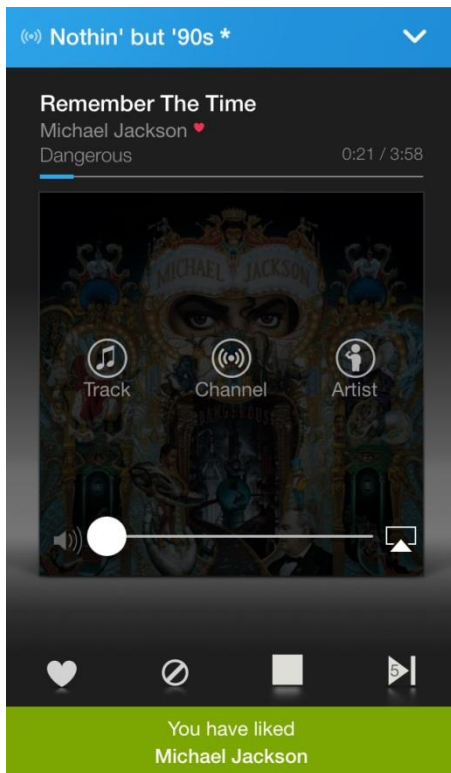 Nothin' but '90s *
Remember The Time
Michael Jackson
Dangerous 0:21 / 3:58
MICHAEL JACKSON
DANGEROUS
Track Channel Artist
5
You have liked
Michael Jackson